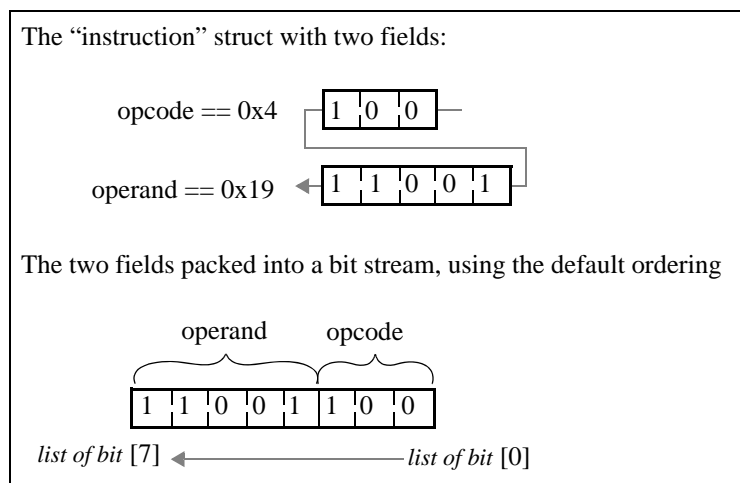 The “instruction” struct with two fields:
opcode == 0x4
1 0 0
operand == 0x19
1 1 0 0 1
The two fields packed into a bit stream, using the default ordering
operand opcode
1 1 0 0 1 1 0 0
list of bit [7] list of bit [0]